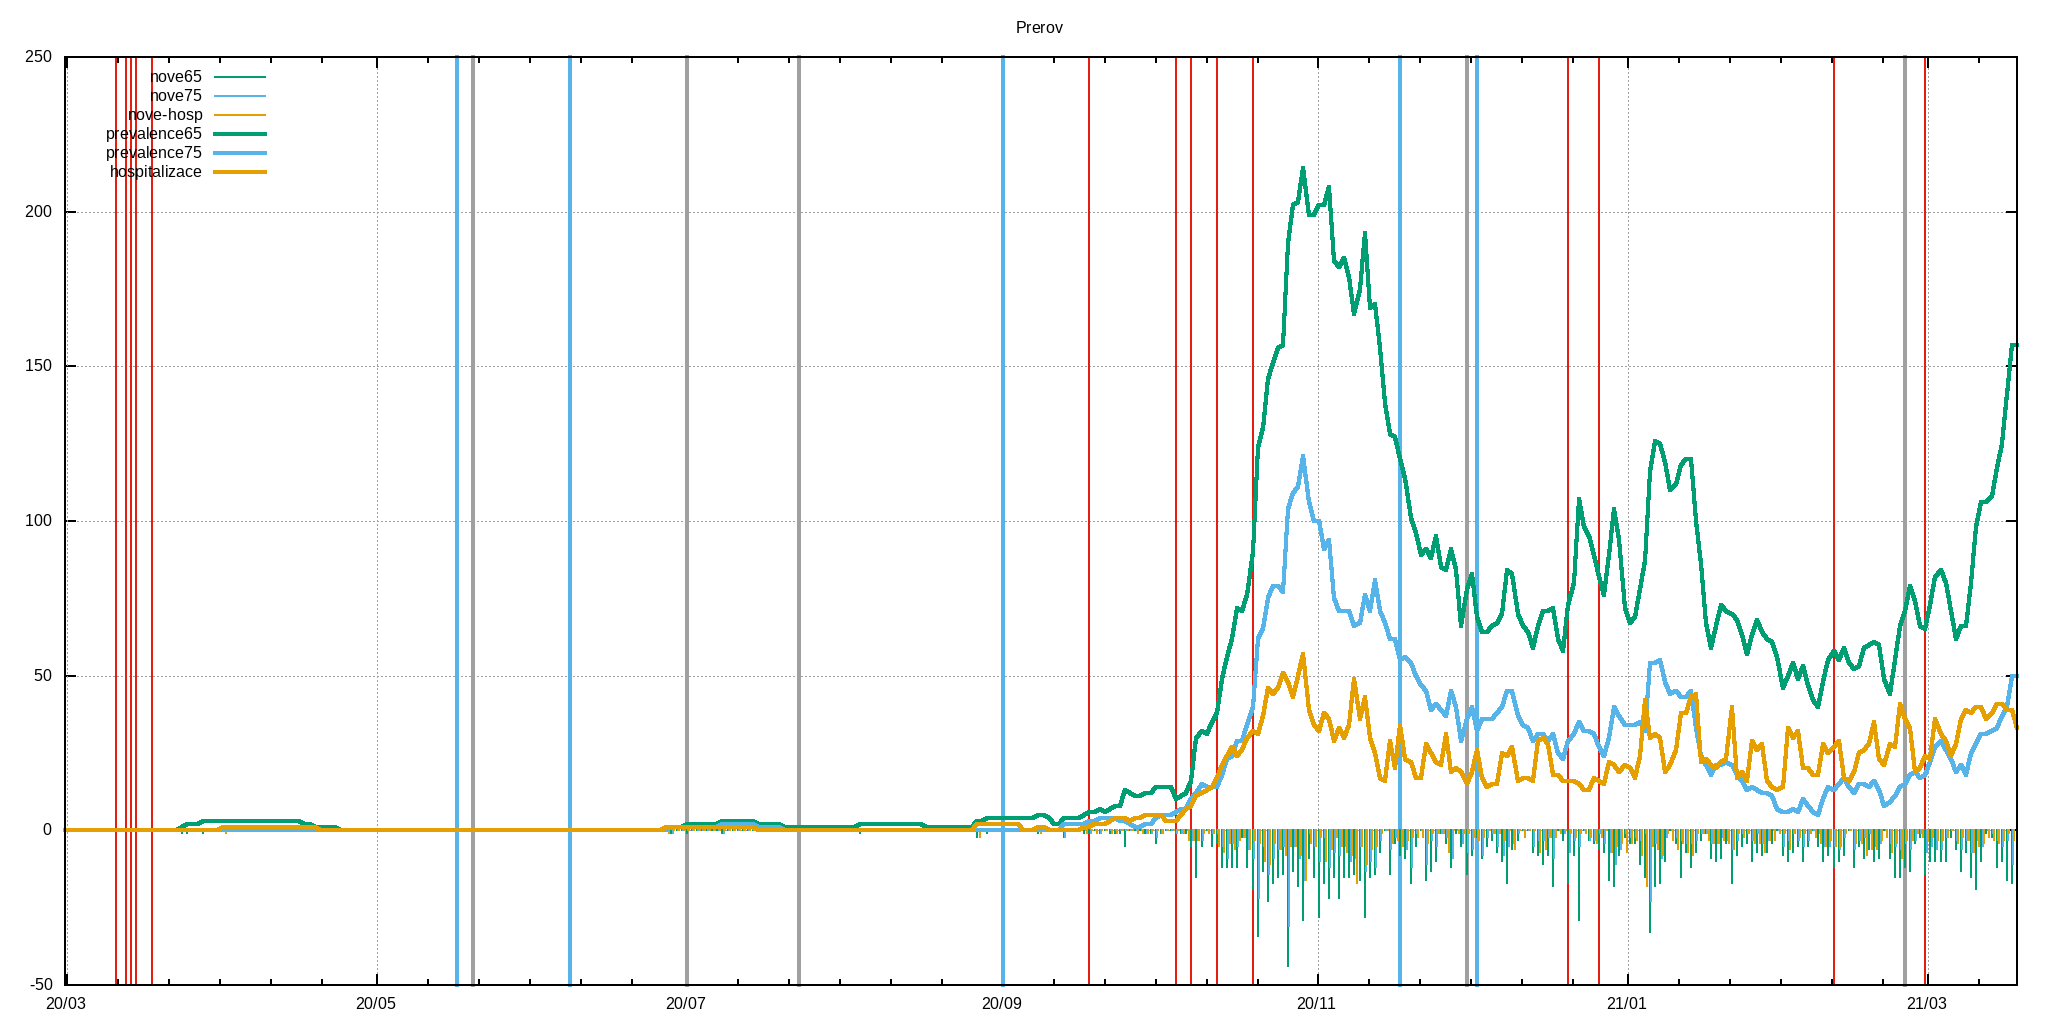 Prerov
250
200
150
100
50
0
-50
nove65
nove75
nove-hosp
prevalence65
prevalence75
hospitalizace
20/03 20/05 20/07 20/09 20/11 21/01 21/03